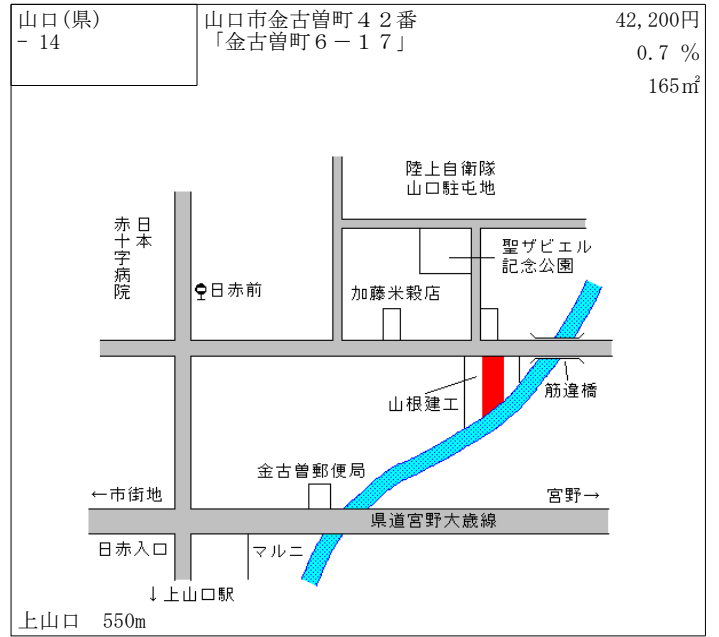 山口(県)
- 14
山口市金古曽町４２番
「金古曽町６－１７」
42,200円
0.7 %
165㎡
陸上自衛隊
山口駐屯地
日本
赤十字病院
聖ザビエル
記念公園
日赤前
加藤米穀店
山根建工
筋違橋
金古曽郵便局
←市街地
宮野→
県道宮野大歳線
日赤入口
マルニ
↓上山口駅
上山口　550m